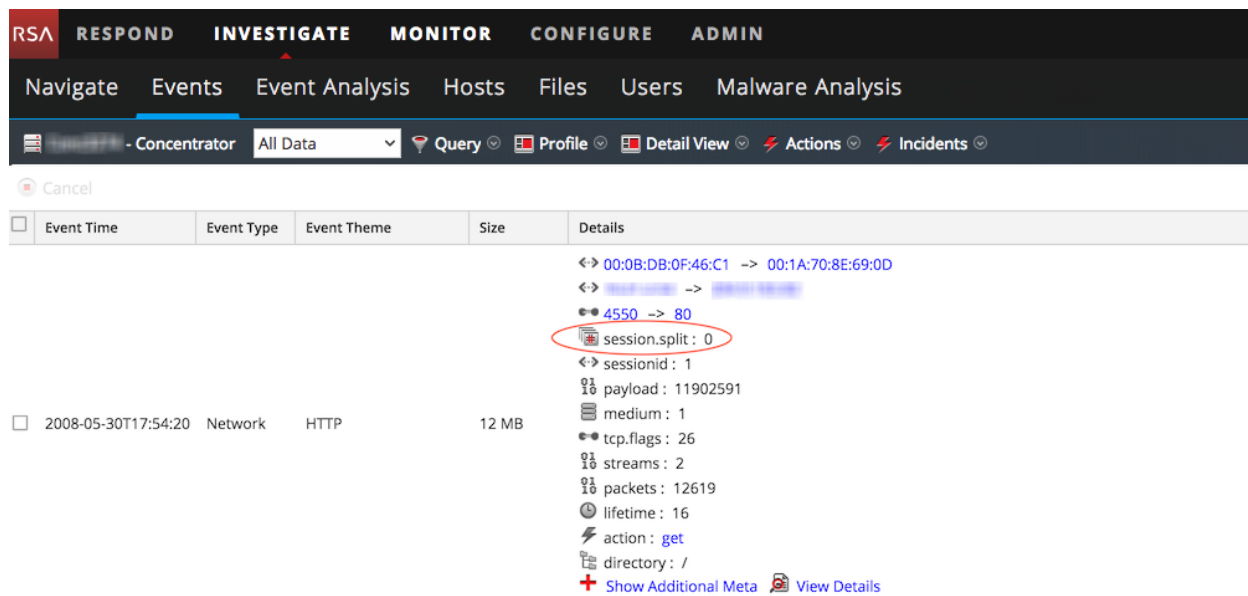 RSA RESPOND INVESTIGATE MONITOR CONFIGURE ADMIN
Navigate Events Event Analysis Hosts Files Users Malware Analysis
- Concentrator All Data Query Profile Detail View Actions Incidents
Cancel
Event Time Event Type Event Theme Size Details
2008-05-30T17:54:20 Network HTTP 12 MB
00:0B:DB:0F:46:C1 -> 00:1A:70:8E:69:0D
->
4550 -> 80
session.split : 0
sessionid : 1
payload : 11902591
medium : 1
tcp.flags : 26
streams : 2
packets : 12619
lifetime : 16
action : get
directory : /
Show Additional Meta View Details